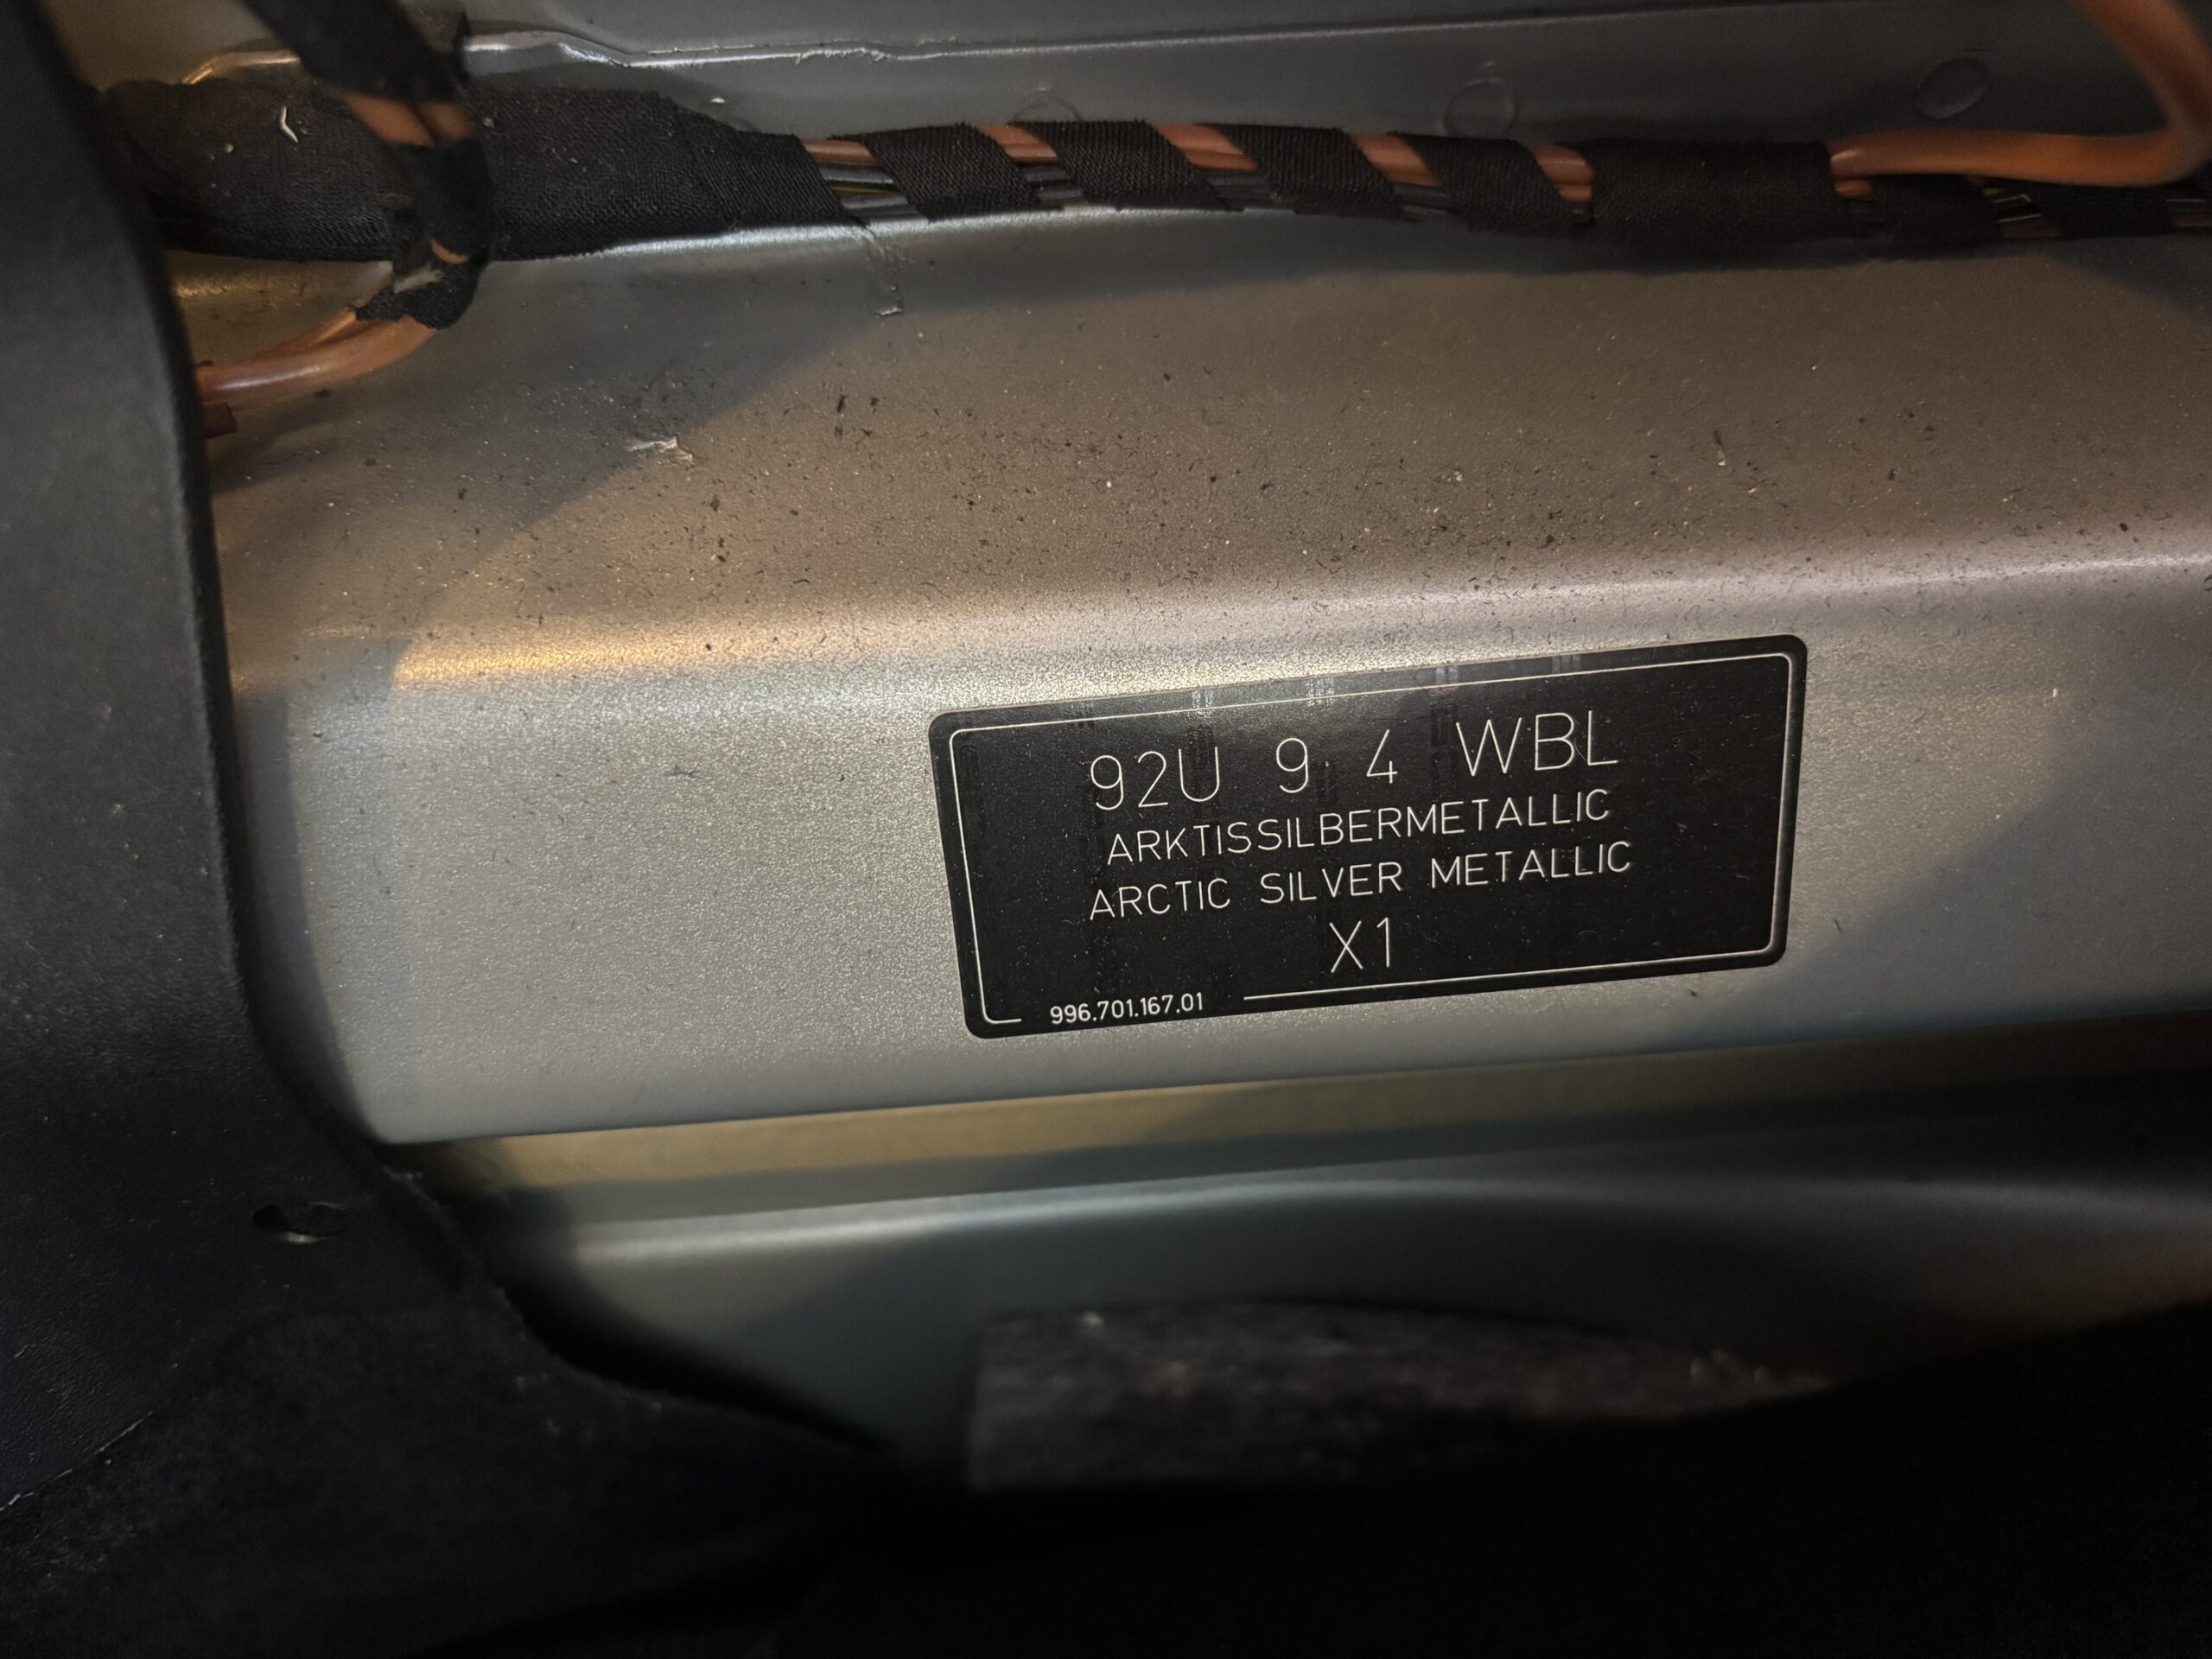 92U 9 4 WBL
ARKTISSILBERMETALLIC
ARCTIC SILVER METALLIC
X1
996.701.167.01